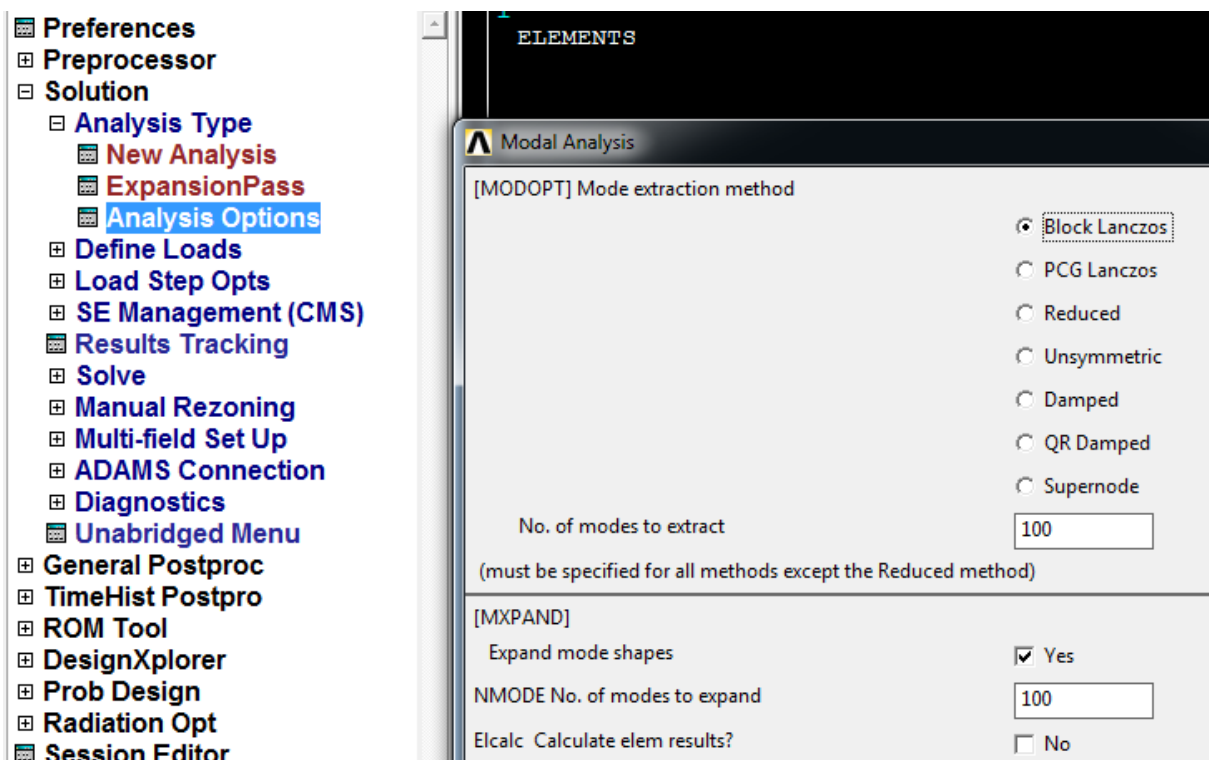 Preferences
Preprocessor
Solution
Analysis Type
New Analysis
ExpansionPass
Analysis Options
Define Loads
Load Step Opts
SE Management (CMS)
Results Tracking
Solve
Manual Rezoning
Multi-field Set Up
ADAMS Connection
Diagnostics
Unabridged Menu
General Postproc
TimeHist Postpro
ROM Tool
DesignXplorer
Prob Design
Radiation Opt
Session Editor
ELEMENTS
Modal Analysis
[MODOPT] Mode extraction method
Block Lanczos
PCG Lanczos
Reduced
Unsymmetric
Damped
QR Damped
Supernode
No. of modes to extract 100
(must be specified for all methods except the Reduced method)
[MXPAND]
Expand mode shapes Yes
NMODE No. of modes to expand 100
Elcalc Calculate elem results? No